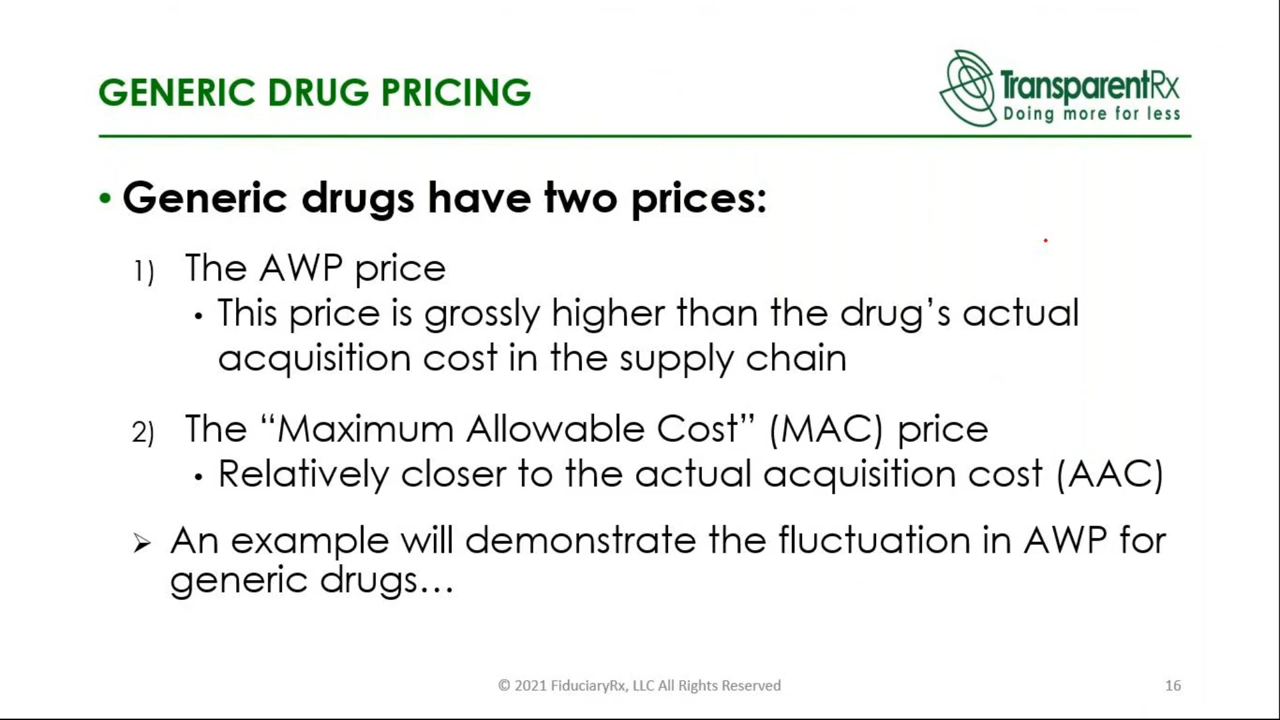 GENERIC DRUG PRICING
TransparentRx
Doing more for less
• Generic drugs have two prices:
1) The AWP price
• This price is grossly higher than the drug’s actual
acquisition cost in the supply chain
2) The “Maximum Allowable Cost” (MAC) price
• Relatively closer to the actual acquisition cost (AAC)
➢ An example will demonstrate the fluctuation in AWP for
generic drugs…
© 2021 FiduciaryRx, LLC All Rights Reserved
16